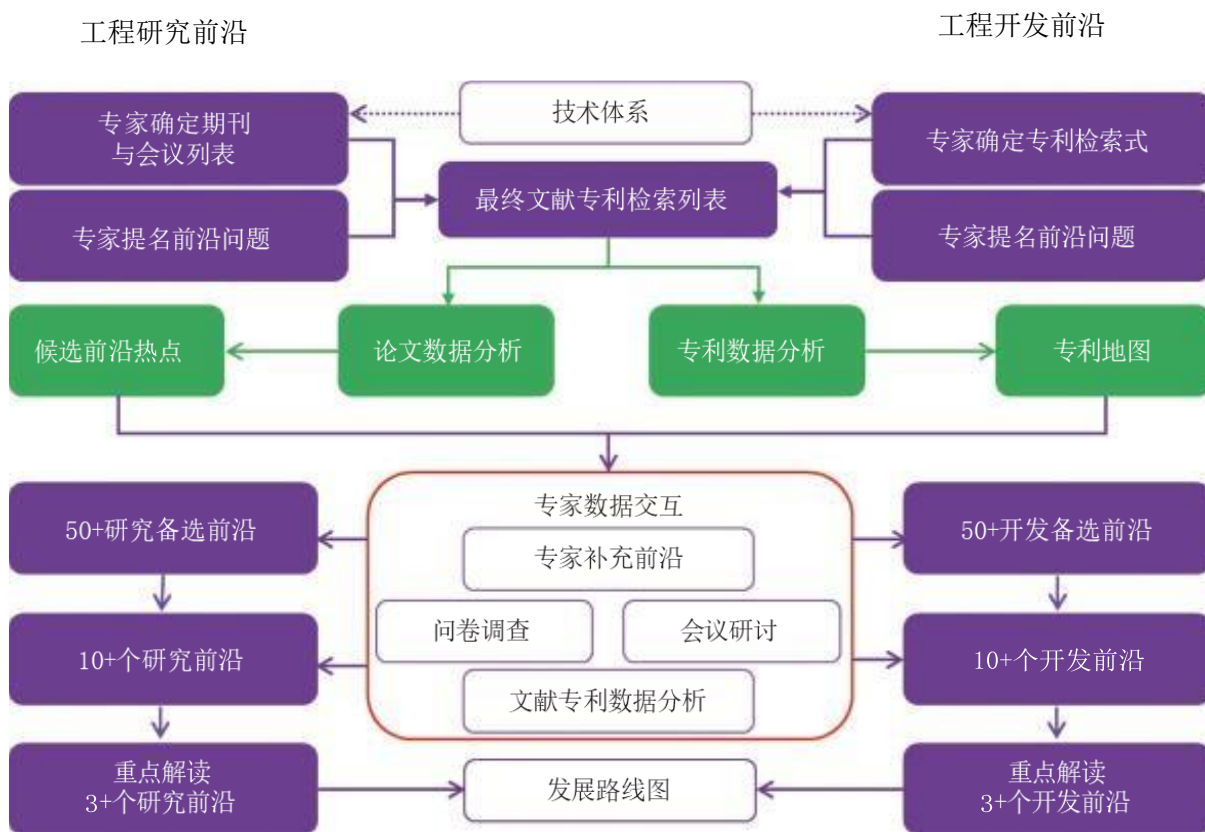 工程研究前沿
工程开发前沿
技术体系
专家确定期刊
与会议列表
专家确定专利检索式
最终文献专利检索列表
专家提名前沿问题
专家提名前沿问题
候选前沿热点
论文数据分析
专利数据分析
专利地图
专家数据交互
50+研究备选前沿
专家补充前沿
50+开发备选前沿
问卷调查
会议研讨
10+个研究前沿
10+个开发前沿
文献专利数据分析
重点解读
3+个研究前沿
发展路线图
重点解读
3+个开发前沿